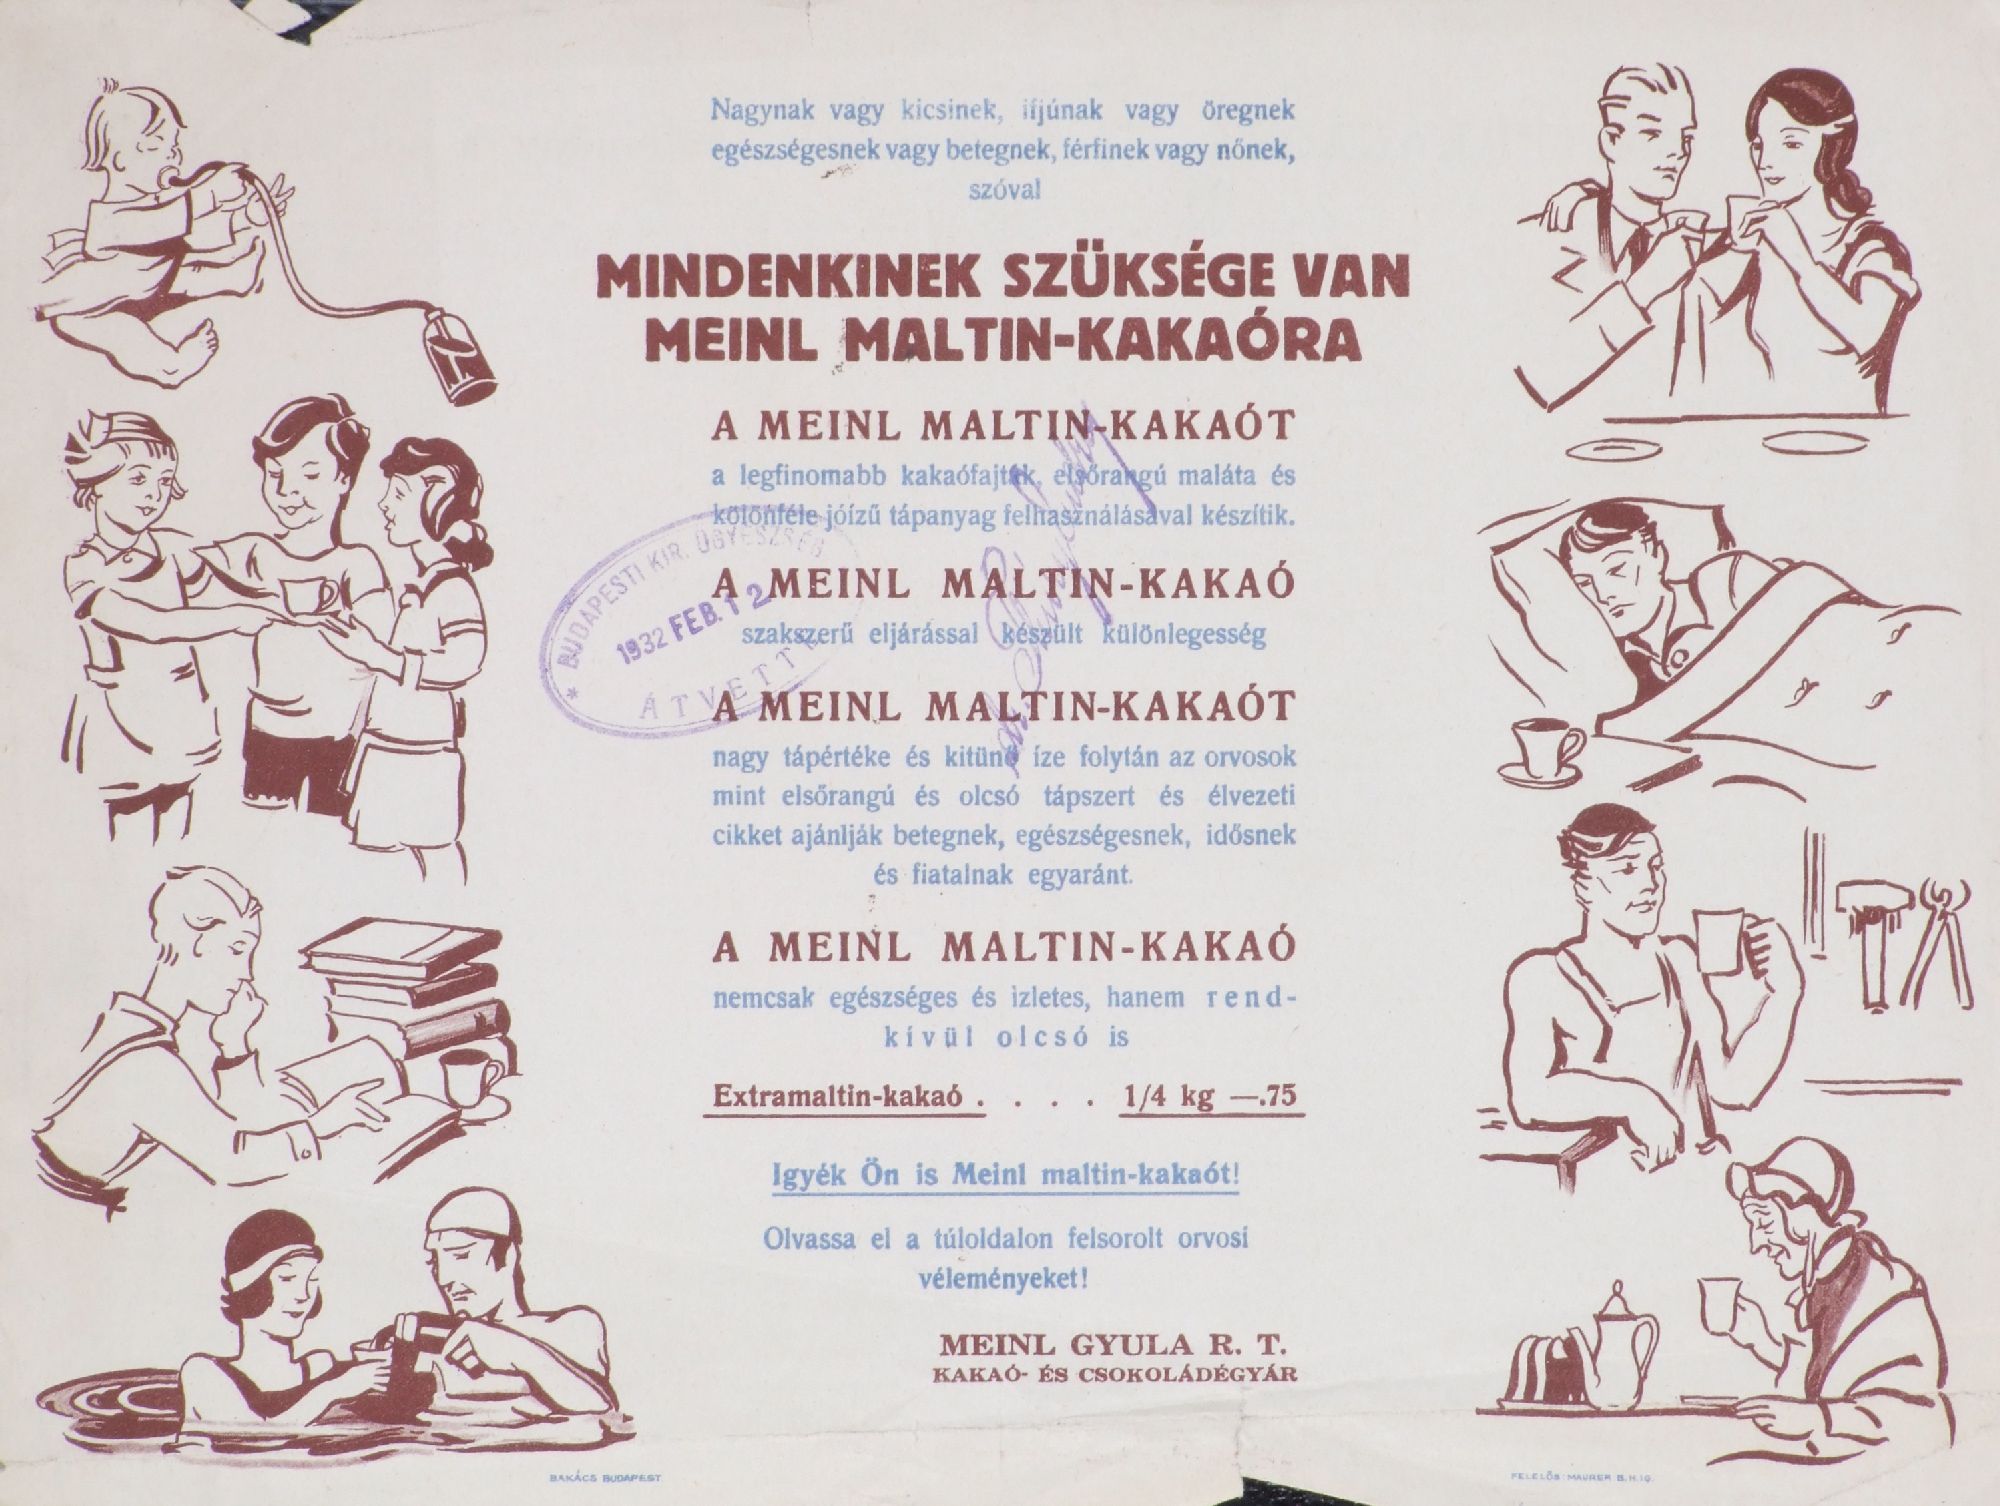 Nagynak vagy kicsinek, ifjúnak vagy öregnek
egészségesnek vagy betegnek, férfinek vagy nőnek,
szóval
MINDENKINEK SZÜKSÉGE VAN
MEINL MALTIN-KAKAÓRA
A MEINL MALTIN-KAKAÓT
a legfinomabb kakaófajták, elsőrangú maláta és
különféle jóízű tápanyag felhasználásával készítik.
A MEINL MALTIN-KAKAÓ
szakszerű eljárással készült különlegesség
* BUDAPESTI KIR. ÜGYÉSZSÉG
1932 FEB. 12
ÁTVETTE
A MEINL MALTIN-KAKAÓT
nagy tápértéke és kitünő íze folytán az orvosok
mint elsőrangú és olcsó tápszert és élvezeti
cikket ajánlják betegnek, egészségesnek, idősnek
és fiatalnak egyaránt.
A MEINL MALTIN-KAKAÓ
nemcsak egészséges és izletes, hanem rend-
kívül olcsó is
Extramaltin-kakaó . . . . 1/4 kg —.75
Igyék Ön is Meinl maltin-kakaót!
Olvassa el a túloldalon felsorolt orvosi
véleményeket!
MEINL GYULA R. T.
KAKAÓ- ÉS CSOKOLÁDÉGYÁR
BAKÁCS BUDAPEST
FELELŐS: MAURER B. H. IG.